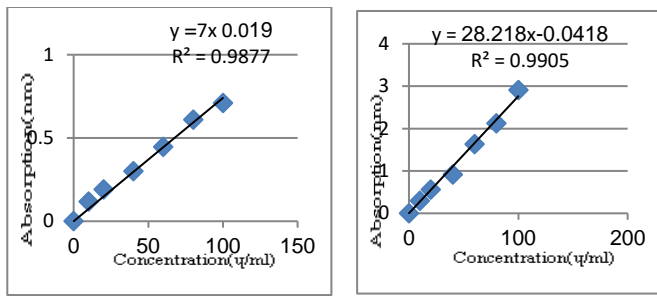 y =7x 0.019
R² = 0.9877
1
0.5
0
0
50
100
150
Absorption(nm)
Concentration(պ/ml)
y = 28.218x-0.0418
R² = 0.9905
4
3
2
1
0
0
100
200
Absorption(nm)
Concentration(պ/ml)